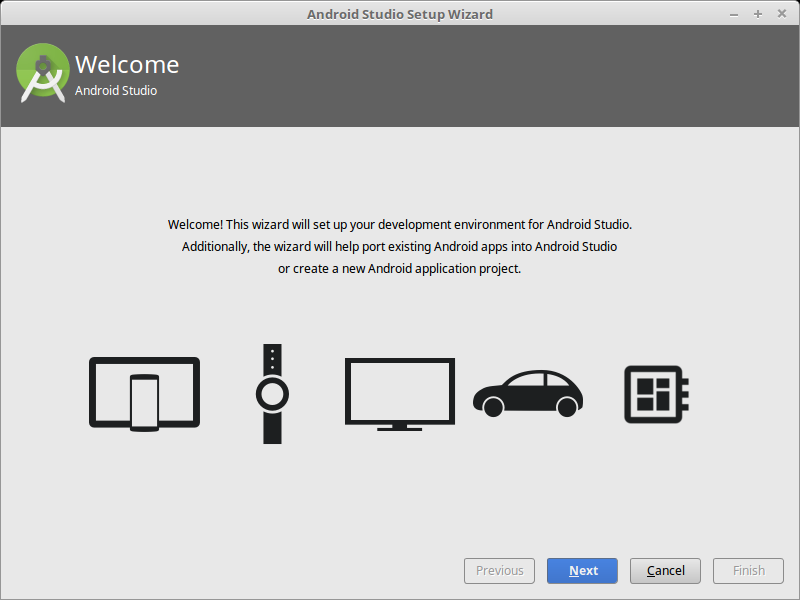 Android Studio Setup Wizard
Welcome
Android Studio
Welcome! This wizard will set up your development environment for Android Studio.
Additionally, the wizard will help port existing Android apps into Android Studio
or create a new Android application project.
Previous
Next
Cancel
Finish